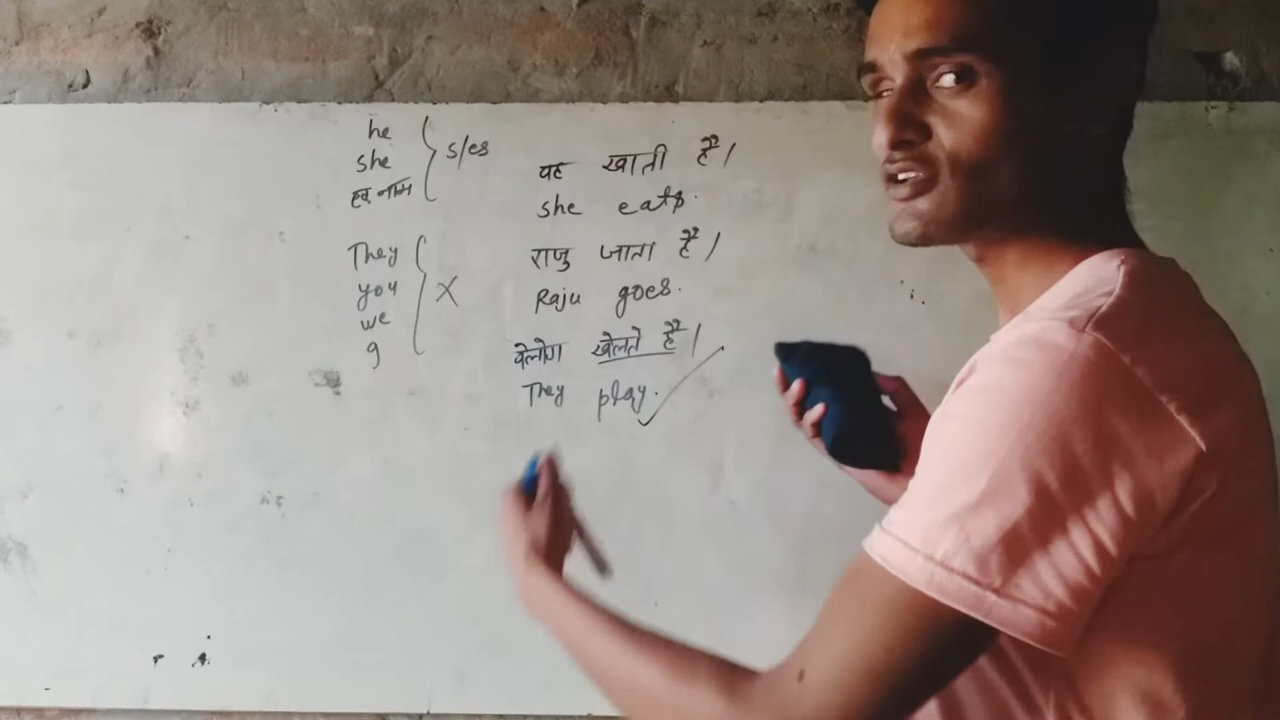 he
she
हर नाम
s/es
They
you
we
I
X
वह खाती है।
she eats.
राजु जाता है।
Raju goes.
वेलोग खेलते हैं।
They play.